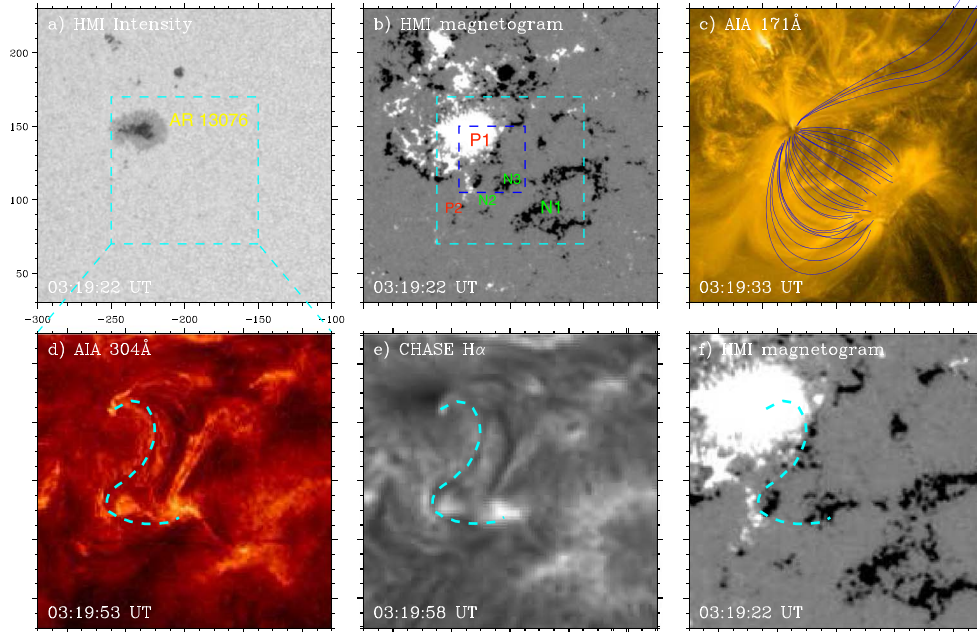 a) HMI Intensity
b) HMI magnetogram
c) AIA 171Å
200
150
100
50
AR 13076
P1
P2
N2
N3
N1
03:19:22 UT
03:19:22 UT
03:19:33 UT
−300 −250 −200 −150 −100
d) AIA 304Å
e) CHASE Hα
f) HMI magnetogram
03:19:53 UT
03:19:58 UT
03:19:22 UT